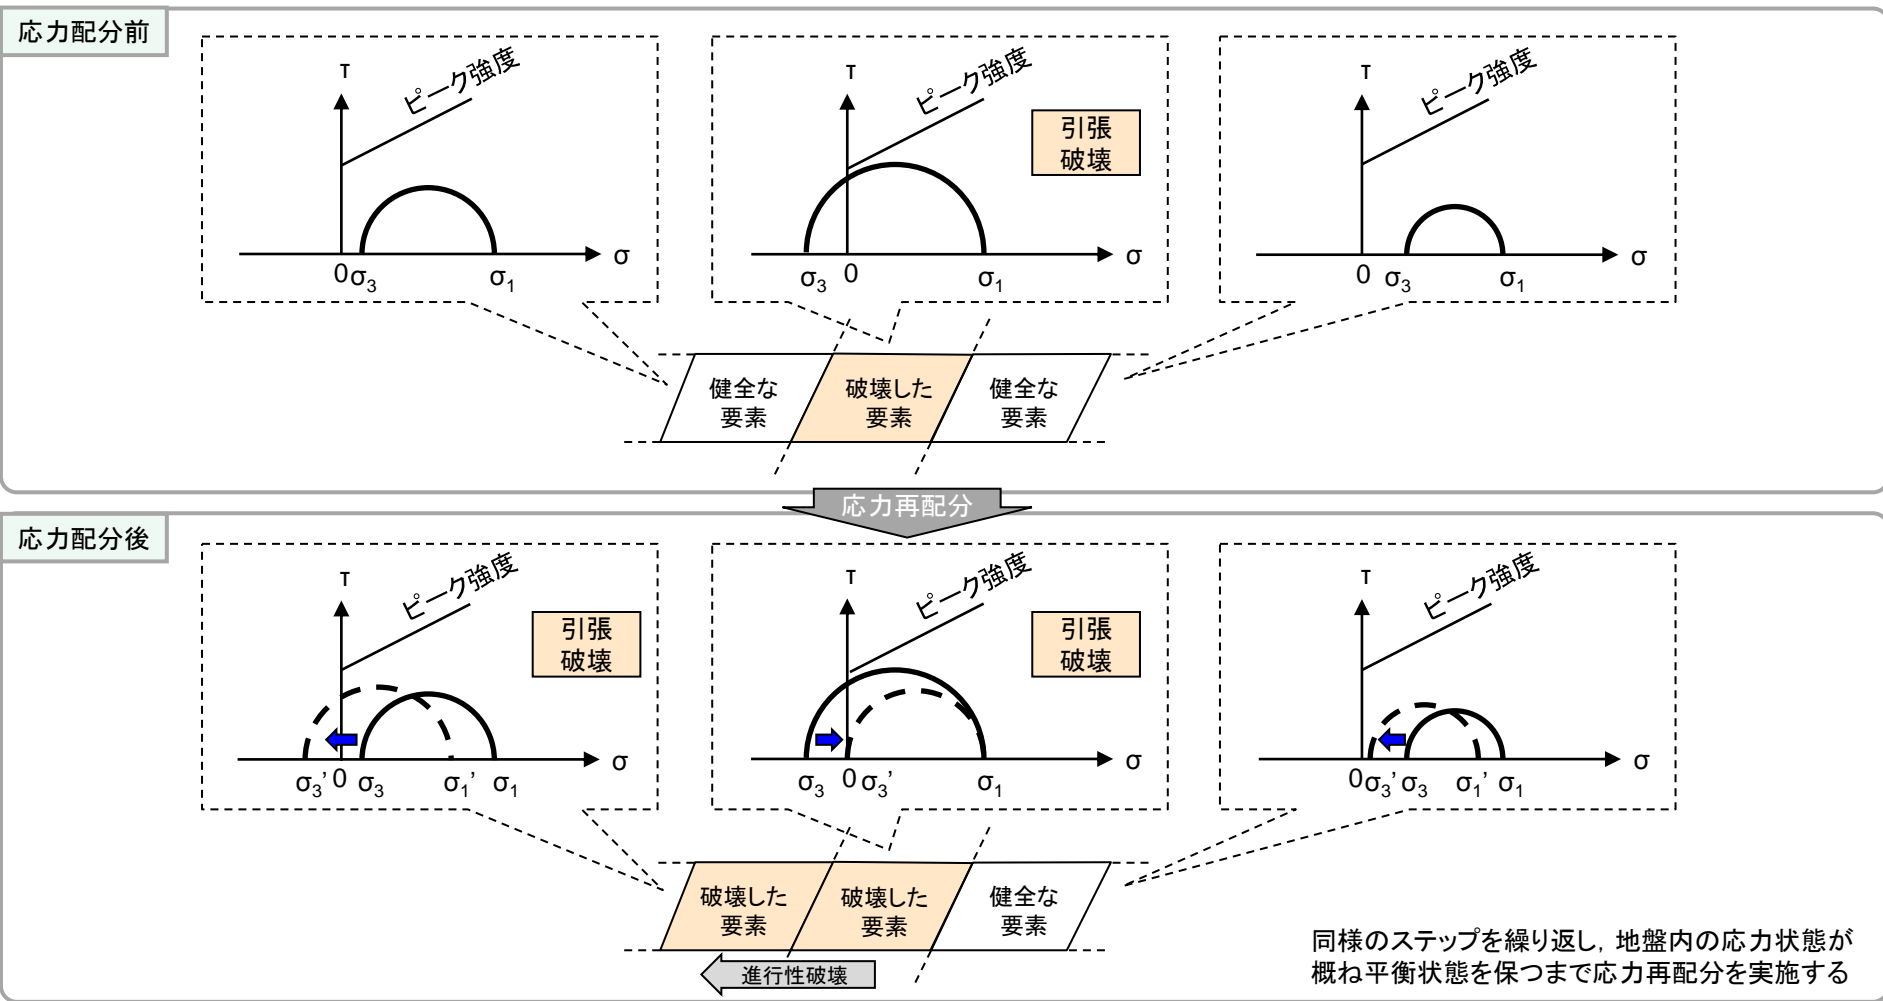 応力配分前
τ
ピーク強度
σ
0 σ3
σ1
τ
ピーク強度
引張
破壊
σ
σ3 0
σ1
τ
ピーク強度
σ
0 σ3
σ1
健全な
要素
破壊した
要素
健全な
要素
応力再配分
応力配分後
τ
ピーク強度
引張
破壊
σ
σ3' 0 σ3 σ1' σ1
τ
ピーク強度
引張
破壊
σ
σ3 0 σ3' σ1
τ
ピーク強度
σ
0 σ3' σ3 σ1' σ1
破壊した
要素
破壊した
要素
健全な
要素
進行性破壊
同様のステップを繰り返し，地盤内の応力状態が
概ね平衡状態を保つまで応力再配分を実施する